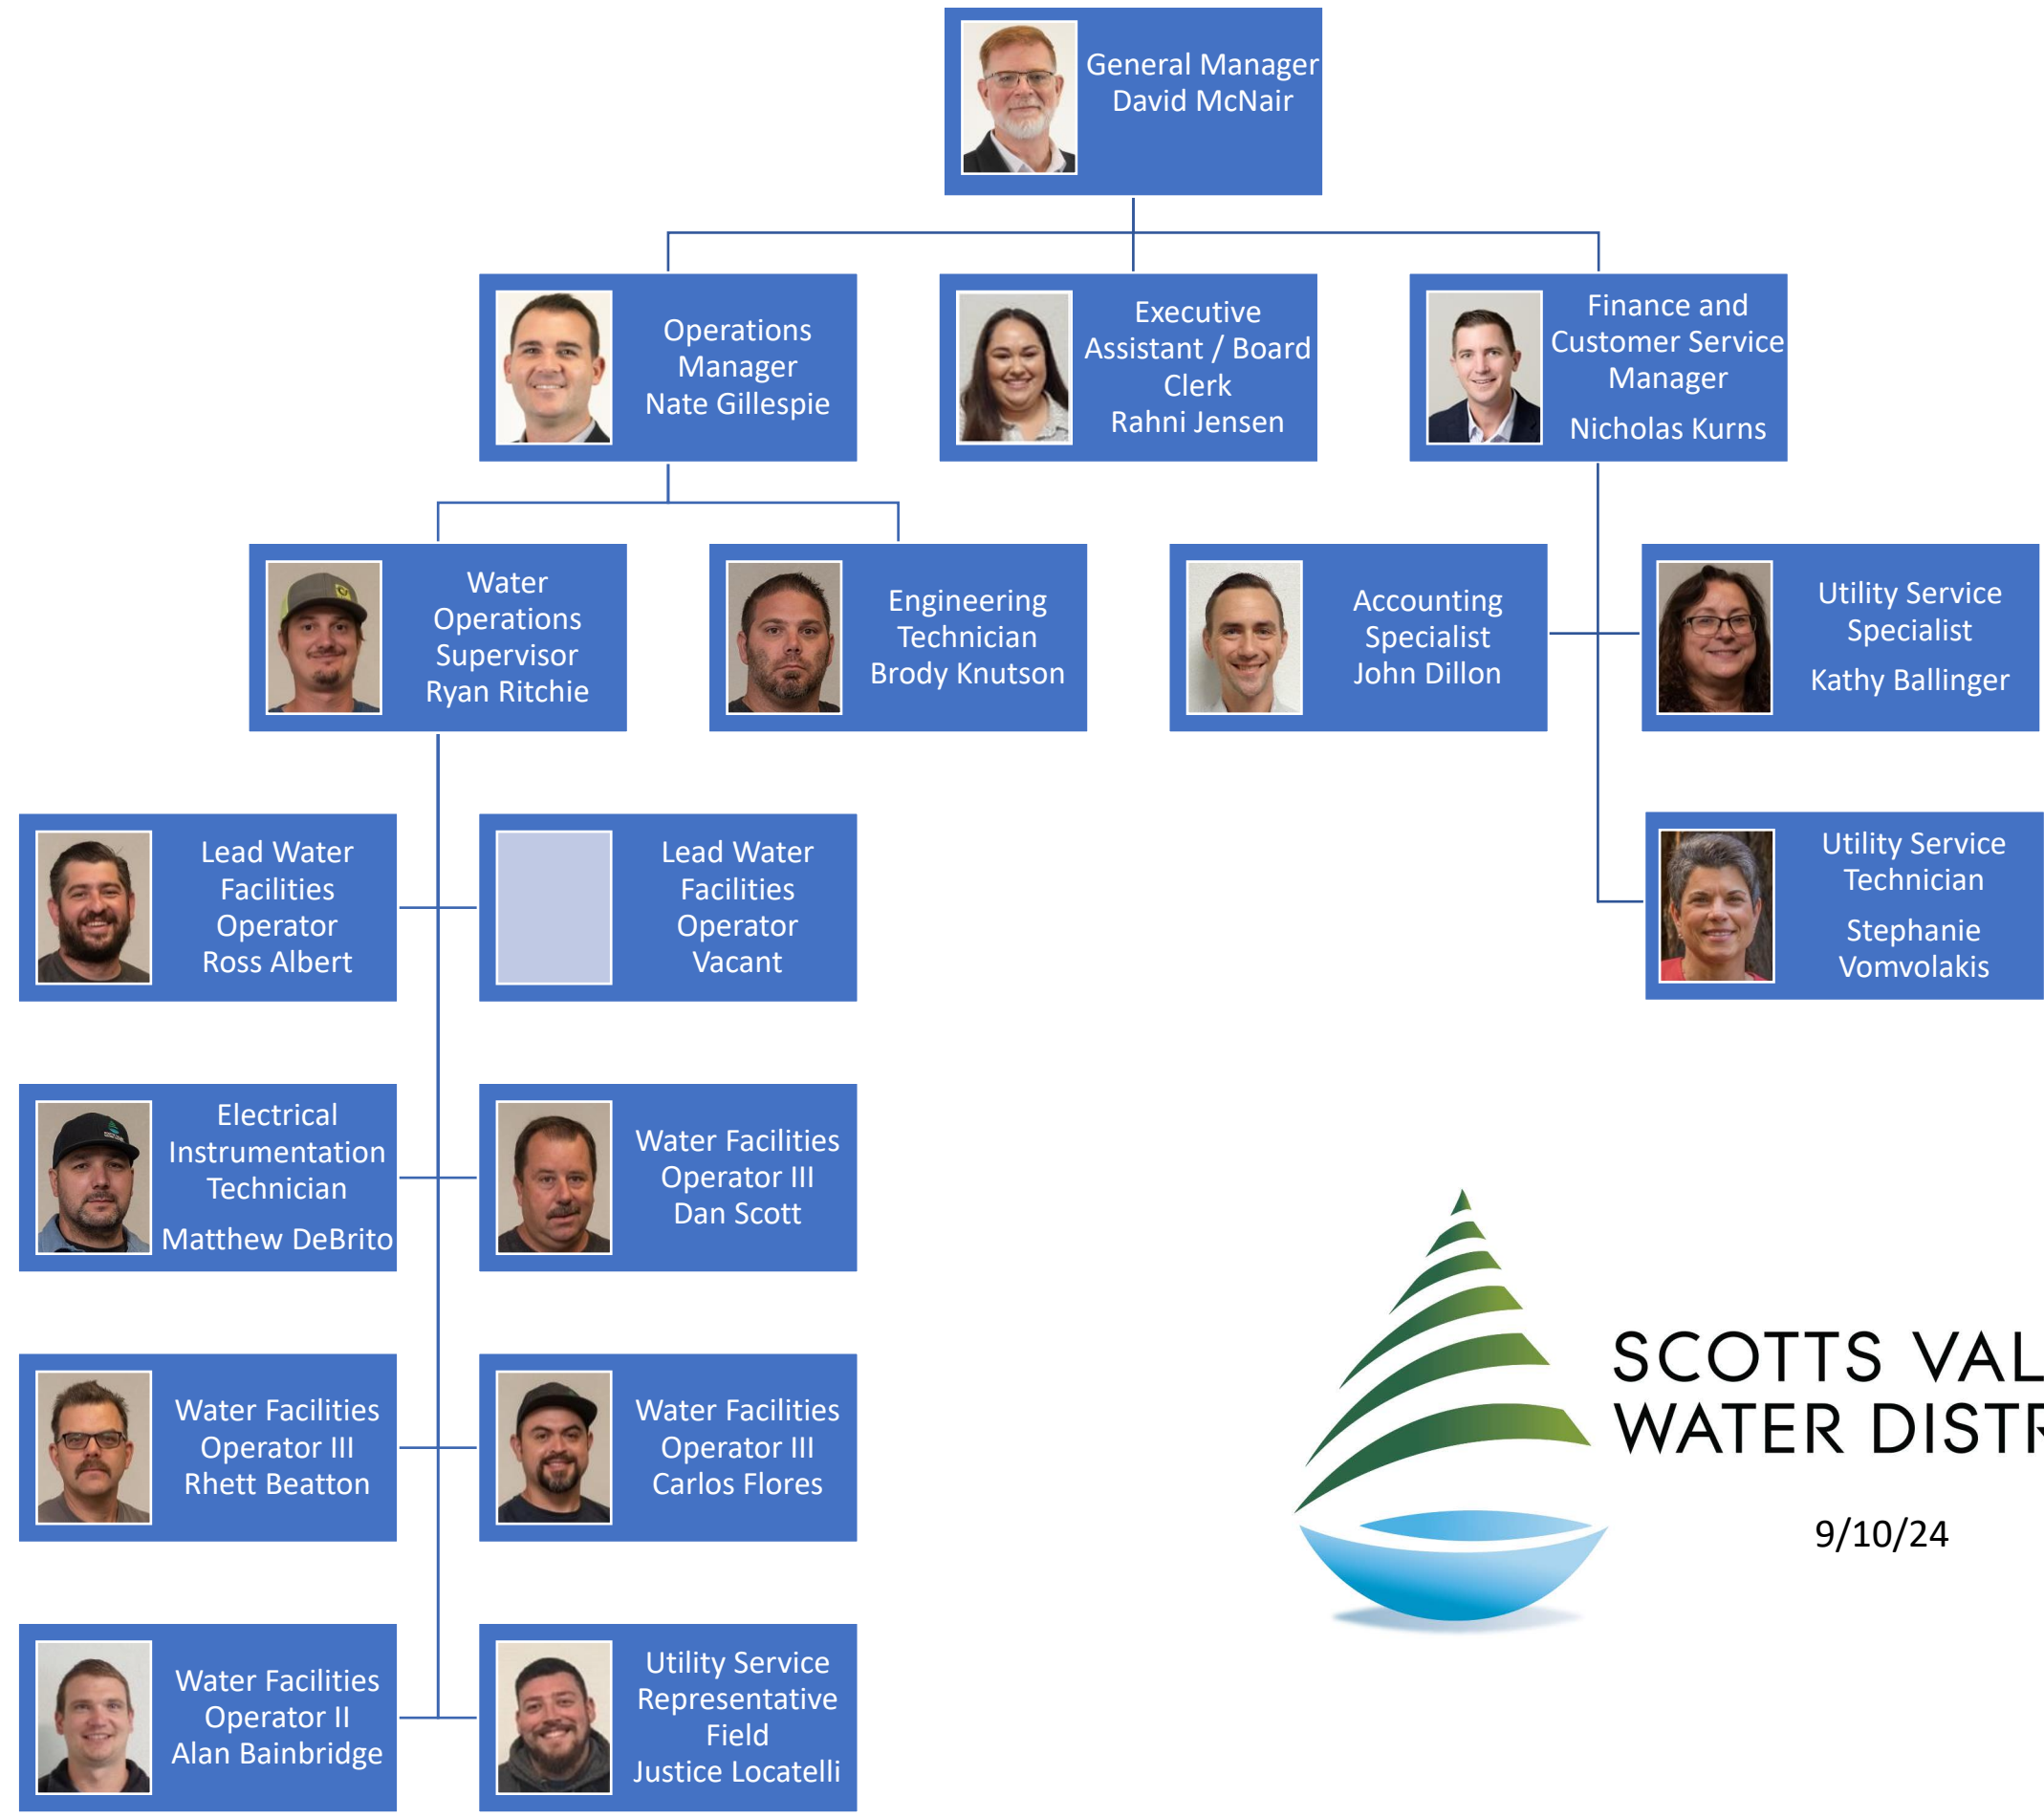 General Manager
David McNair
Operations
Manager
Nate Gillespie
Executive
Assistant / Board
Clerk
Rahni Jensen
Finance and
Customer Service
Manager
Nicholas Kurns
Water
Operations
Supervisor
Ryan Ritchie
Engineering
Technician
Brody Knutson
Accounting
Specialist
John Dillon
Utility Service
Specialist
Kathy Ballinger
Lead Water
Facilities
Operator
Ross Albert
Lead Water
Facilities
Operator
Vacant
Utility Service
Technician
Stephanie
Vomvolakis
Electrical
Instrumentation
Technician
Matthew DeBrito
Water Facilities
Operator III
Dan Scott
Water Facilities
Operator III
Rhett Beatton
Water Facilities
Operator III
Carlos Flores
SCOTTS VAL
WATER DISTR
9/10/24
Water Facilities
Operator II
Alan Bainbridge
Utility Service
Representative
Field
Justice Locatelli